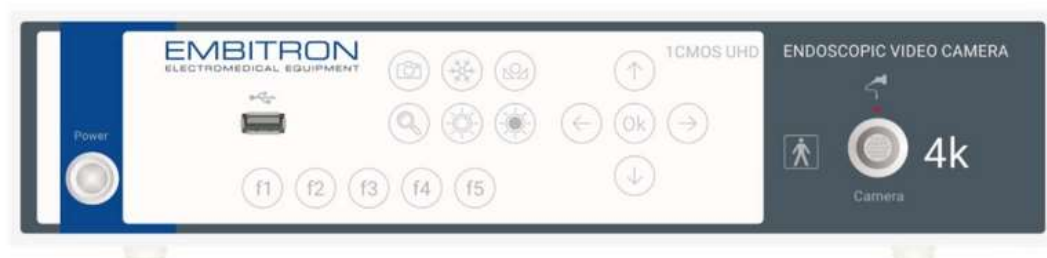 EMBITRON
ELECTROMEDICAL EQUIPMENT
1CMOS UHD
ENDOSCOPIC VIDEO CAMERA
Power
Ok
4k
f1 f2 f3 f4 f5
Camera